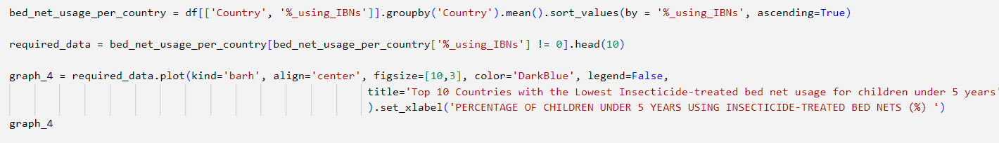 bed_net_usage_per_country = df[['Country', '%_using_IBNs']].groupby('Country').mean().sort_values(by = '%_using_IBNs', ascending=True)
required_data = bed_net_usage_per_country[bed_net_usage_per_country['%_using_IBNs'] != 0].head(10)
graph_4 = required_data.plot(kind='barh', align='center', figsize=[10,3], color='DarkBlue', legend=False,
title='Top 10 Countries with the Lowest Insecticide-treated bed net usage for children under 5 years'
).set_xlabel('PERCENTAGE OF CHILDREN UNDER 5 YEARS USING INSECTICIDE-TREATED BED NETS (%) ')
graph_4